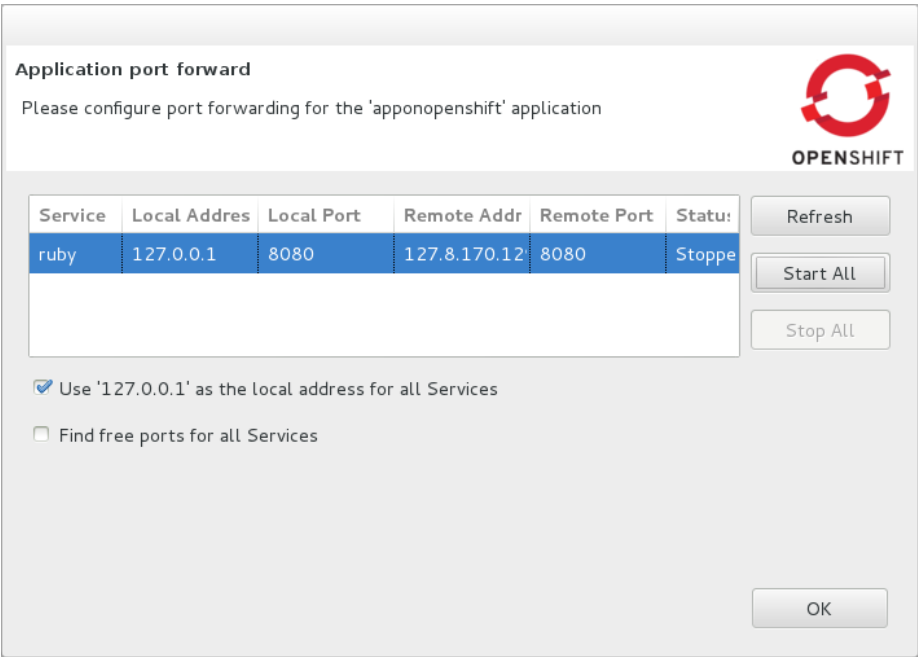 Application port forward
Please configure port forwarding for the 'apponopenshift' application
OPENSHIFT
Service Local Addres Local Port Remote Addr Remote Port Status
Refresh
ruby 127.0.0.1 8080 127.8.170.12 8080 Stoppe
Start All
Stop All
Use '127.0.0.1' as the local address for all Services
Find free ports for all Services
OK